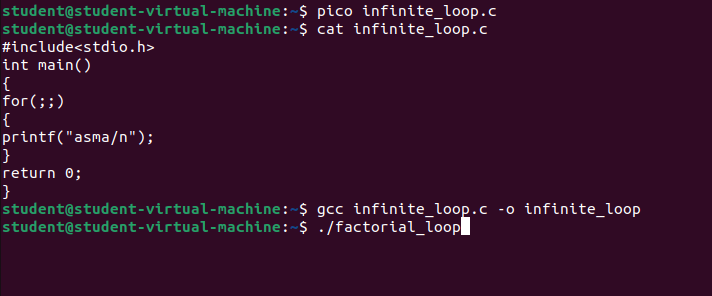 student@student-virtual-machine:~$ pico infinite_loop.c
student@student-virtual-machine:~$ cat infinite_loop.c
#include<stdio.h>
int main()
{
for(;;)
{
printf("asma/n");
}
return 0;
}
student@student-virtual-machine:~$ gcc infinite_loop.c -o infinite_loop
student@student-virtual-machine:~$ ./factorial_loop